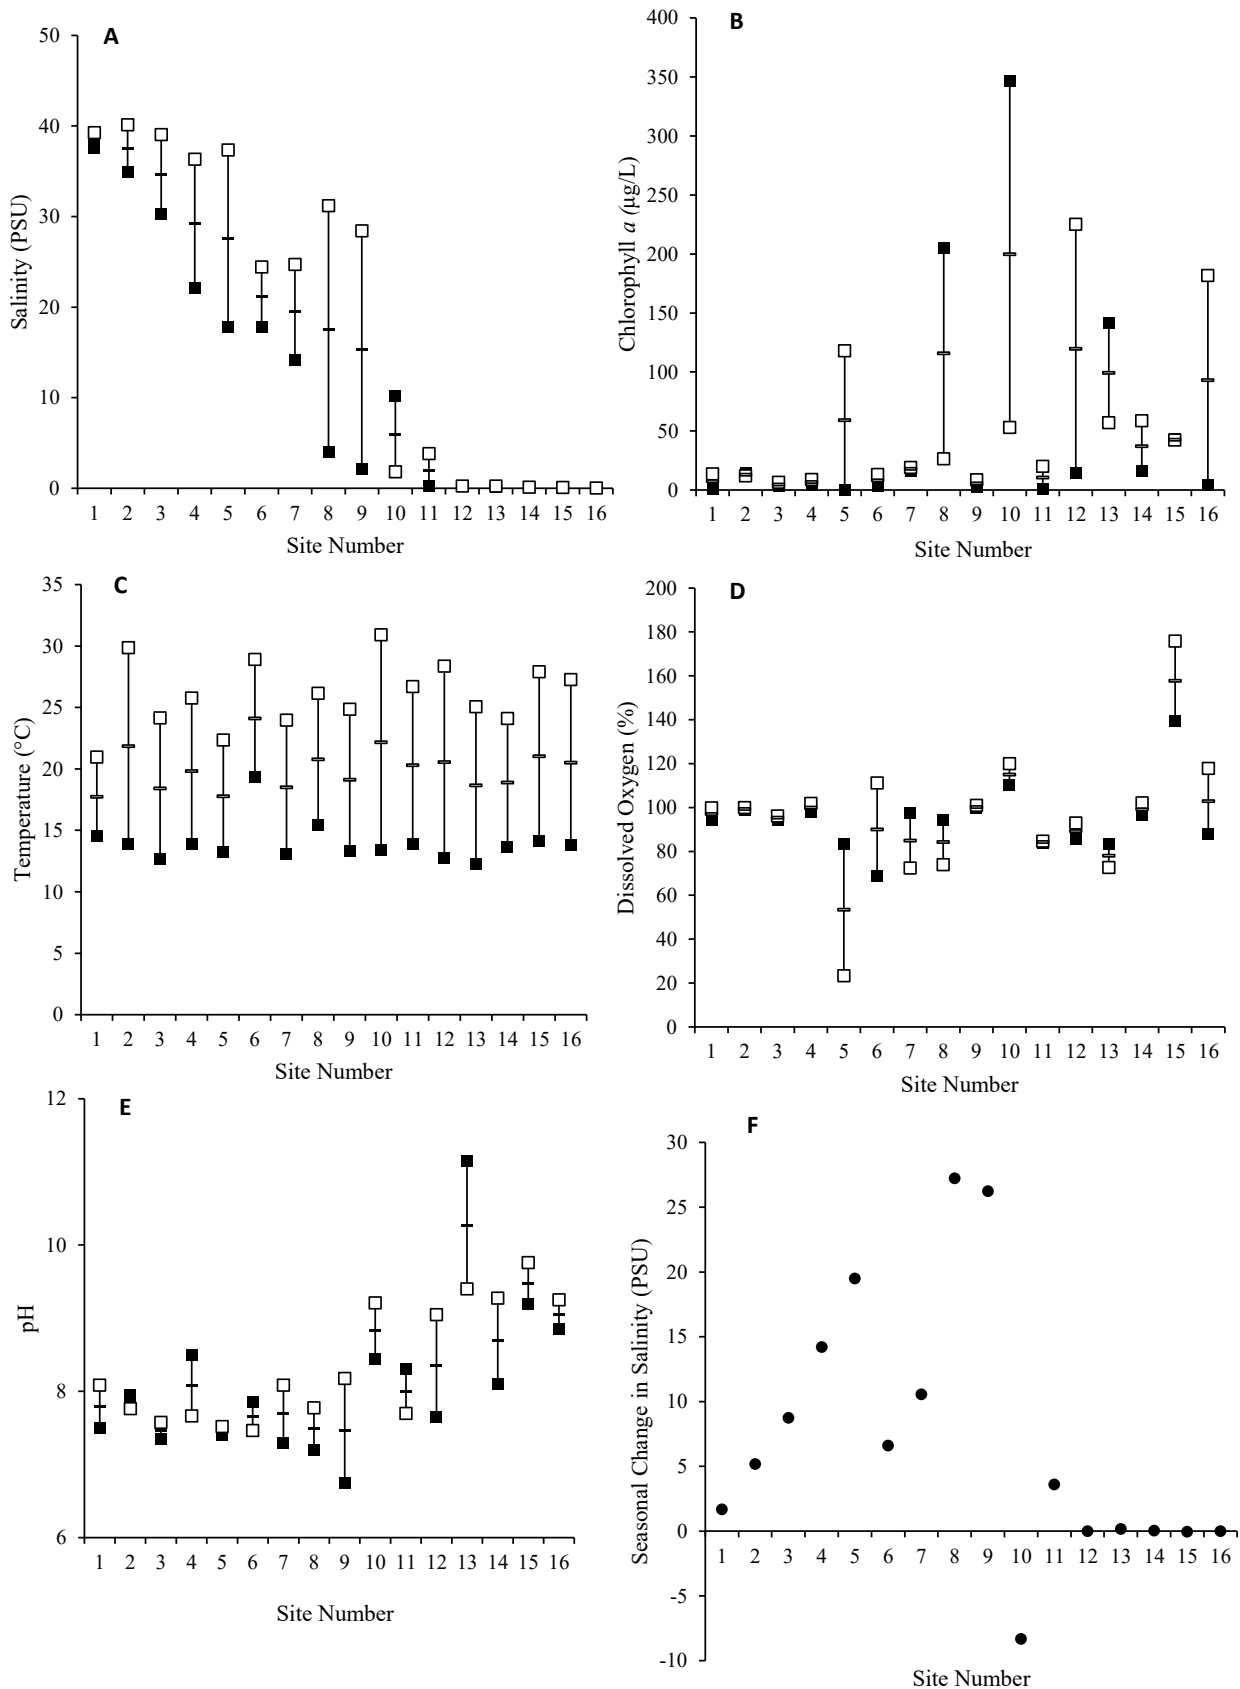 A
50
40
30
20
10
0
Salinity (PSU)
1 2 3 4 5 6 7 8 9 10 11 12 13 14 15 16
Site Number
B
400
350
300
250
200
150
100
50
0
Chlorophyll a (µg/L)
1 2 3 4 5 6 7 8 9 10 11 12 13 14 15 16
Site Number
C
35
30
25
20
15
10
5
0
Temperature (°C)
1 2 3 4 5 6 7 8 9 10 11 12 13 14 15 16
Site Number
D
200
180
160
140
120
100
80
60
40
20
0
Dissolved Oxygen (%)
1 2 3 4 5 6 7 8 9 10 11 12 13 14 15 16
Site Number
E
12
10
8
6
pH
1 2 3 4 5 6 7 8 9 10 11 12 13 14 15 16
Site Number
F
30
25
20
15
10
5
0
-5
-10
Seasonal Change in Salinity (PSU)
1 2 3 4 5 6 7 8 9 10 11 12 13 14 15 16
Site Number